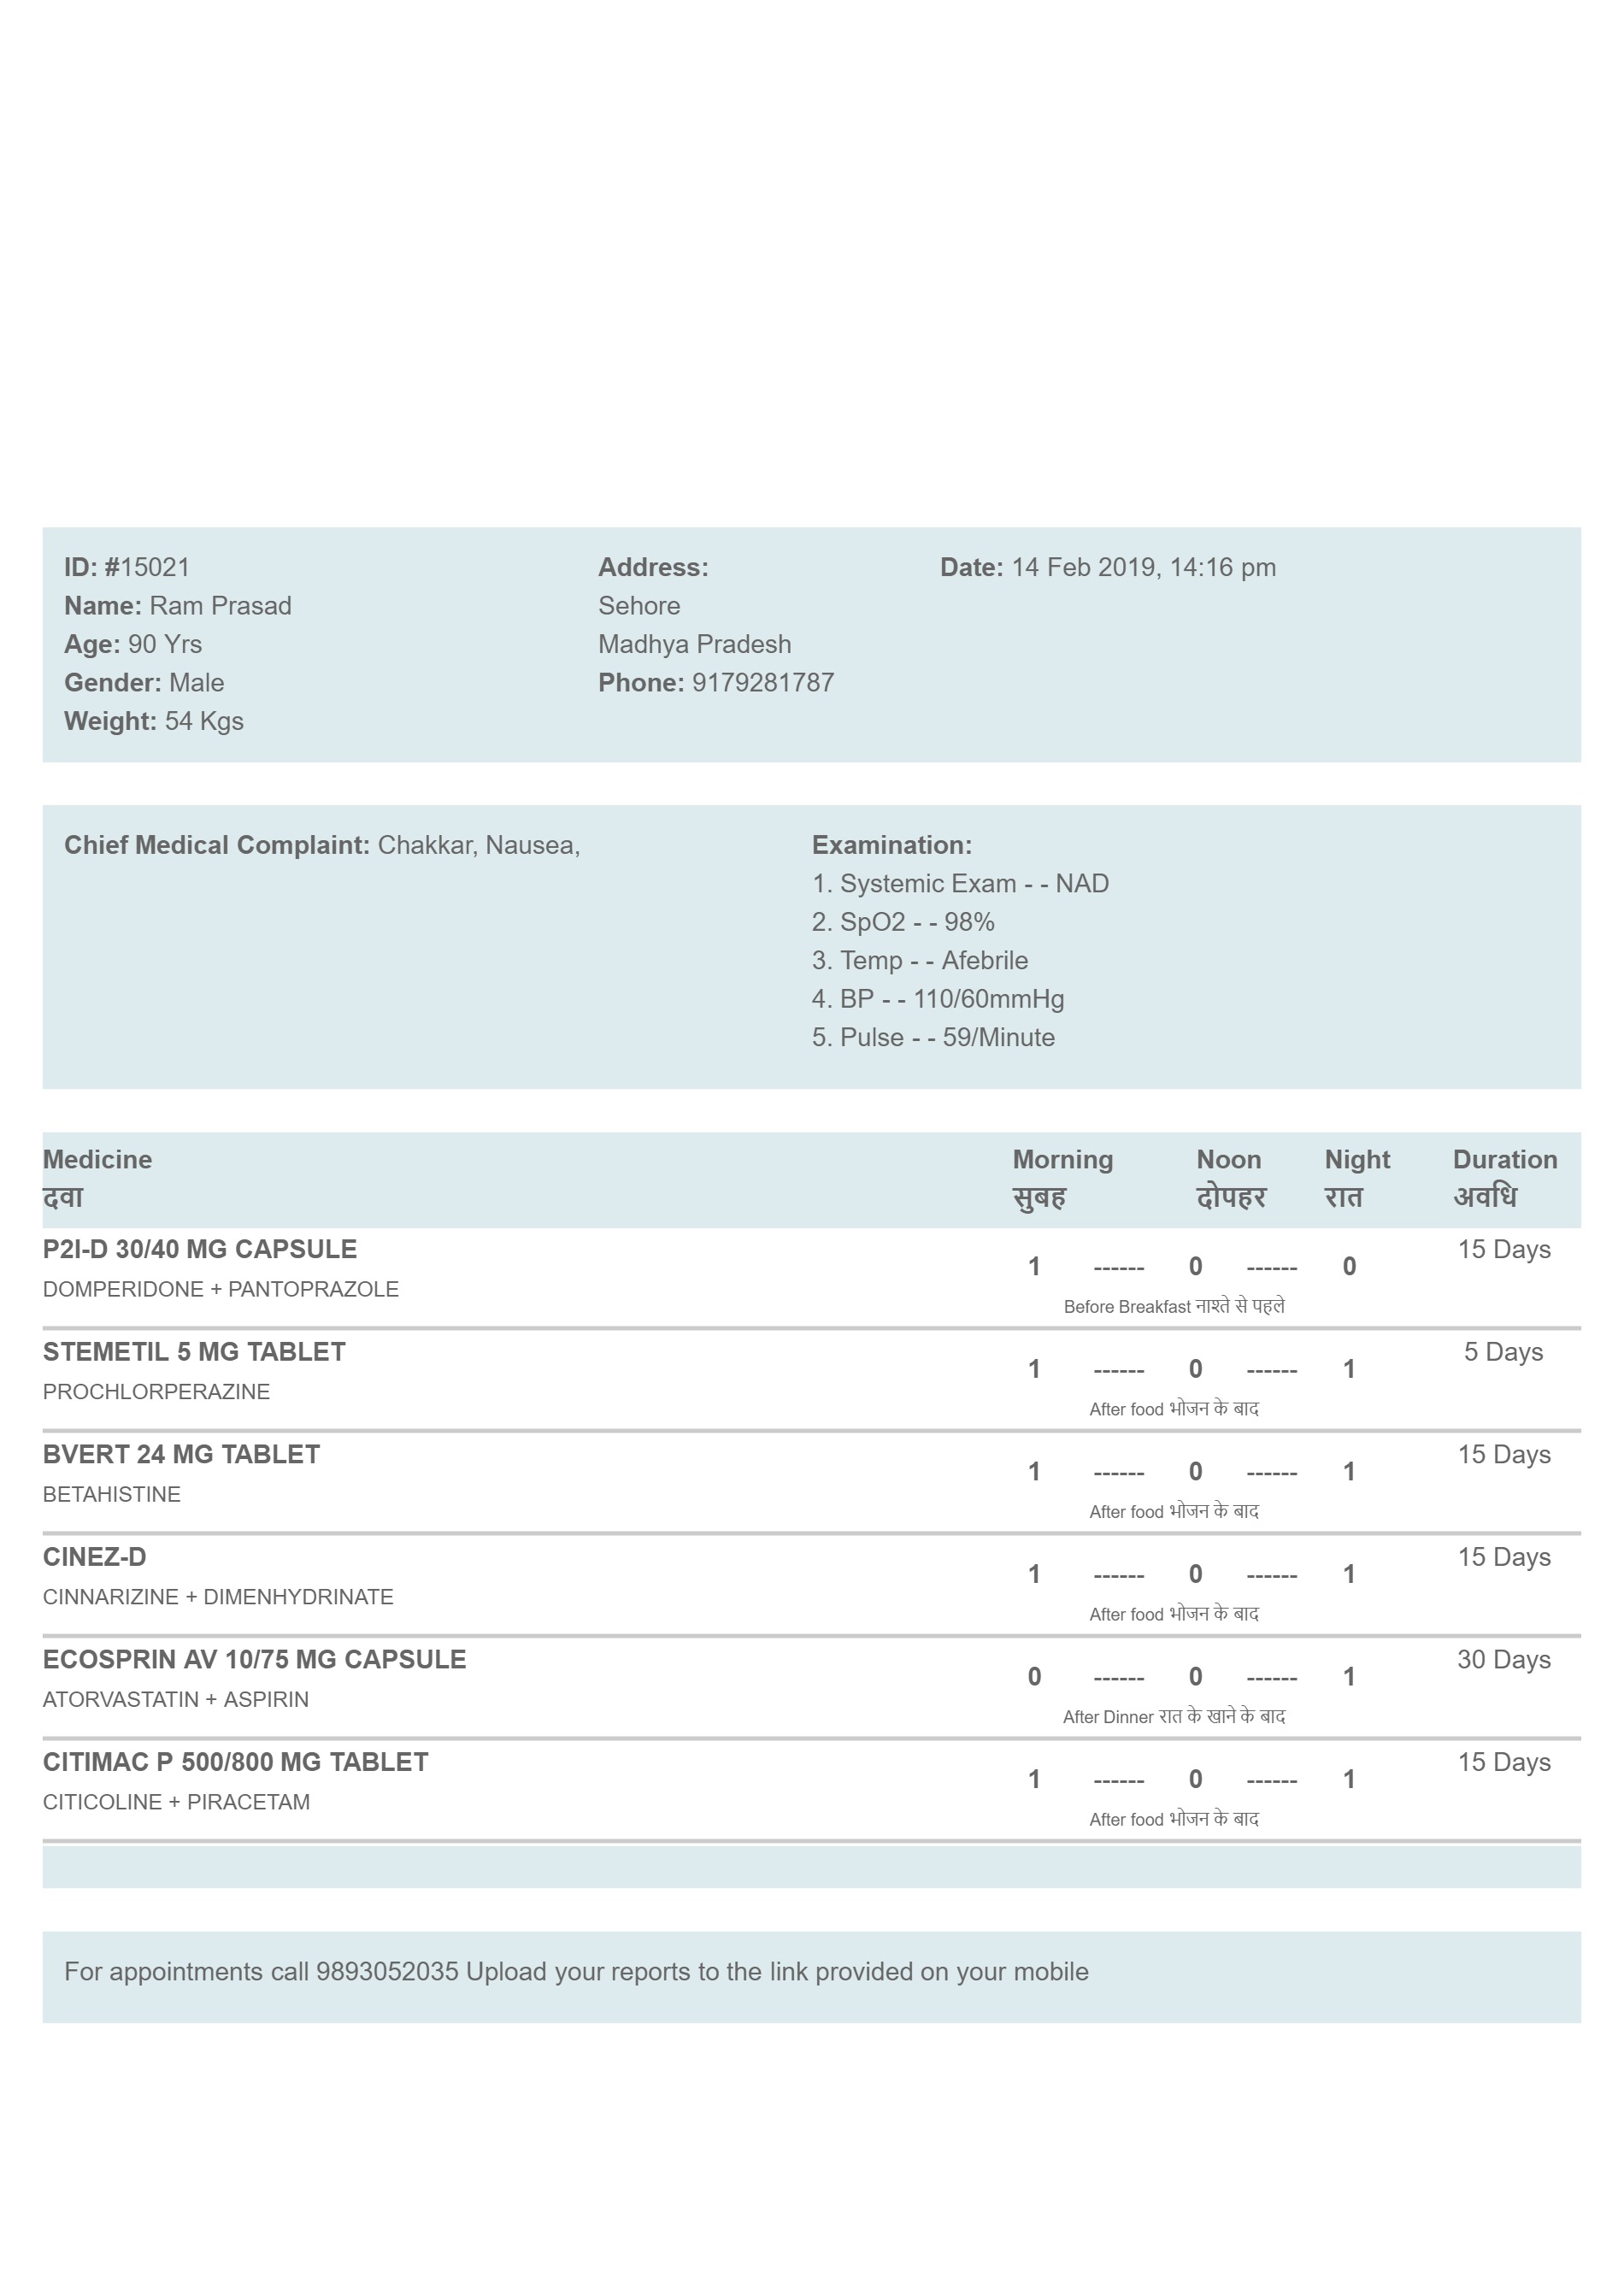 ID: #15021
Name: Ram Prasad
Age: 90 Yrs
Gender: Male
Weight: 54 Kgs
Address:
Sehore
Madhya Pradesh
Phone: 9179281787
Date: 14 Feb 2019, 14:16 pm
Chief Medical Complaint: Chakkar, Nausea,
Examination:
1. Systemic Exam - - NAD
2. SpO2 - - 98%
3. Temp - - Afebrile
4. BP - - 110/60mmHg
5. Pulse - - 59/Minute
Medicine Morning Noon Night Duration
दवा सुबह दोपहर रात अवधि
P2I-D 30/40 MG CAPSULE 1 ------ 0 ------ 0 15 Days
DOMPERIDONE + PANTOPRAZOLE Before Breakfast नाश्ते से पहले
STEMETIL 5 MG TABLET 1 ------ 0 ------ 1 5 Days
PROCHLORPERAZINE After food भोजन के बाद
BVERT 24 MG TABLET 1 ------ 0 ------ 1 15 Days
BETAHISTINE After food भोजन के बाद
CINEZ-D 1 ------ 0 ------ 1 15 Days
CINNARIZINE + DIMENHYDRINATE After food भोजन के बाद
ECOSPRIN AV 10/75 MG CAPSULE 0 ------ 0 ------ 1 30 Days
ATORVASTATIN + ASPIRIN After Dinner रात के खाने के बाद
CITIMAC P 500/800 MG TABLET 1 ------ 0 ------ 1 15 Days
CITICOLINE + PIRACETAM After food भोजन के बाद
For appointments call 9893052035 Upload your reports to the link provided on your mobile